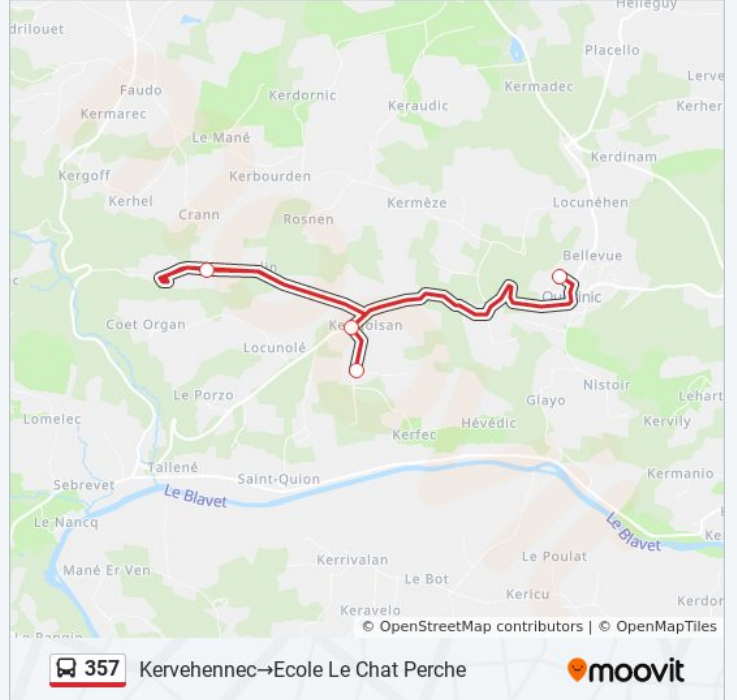 Helleguy
drilouet
Placello
Lerve
Faudo
Kermadec
Kerdornic
Keraudic
Kerher
Kermarec
Le Mané
Kerdinam
Kergoff
Kerbourden
Kerhel
Kermèze
Locunéhen
Crann
Rosnen
Bellevue
Coet Organ
Locunolé
Nistoir
Le Porzo
Lehart
Glayo
Lomelec
Hévédic
Kervily
Kerfec
Tallené
Kermanio
Sebrevet
Saint-Quion
Le Blavet
Le Nancq
Le Blavet
Ke
Kerrivalan
Le Poulat
Mané Er Ven
Le Bot
Kericu
Keravelo
Kerdor
© OpenStreetMap contributors | © OpenMapTiles
357 Kervehennec→Ecole Le Chat Perche
moovit